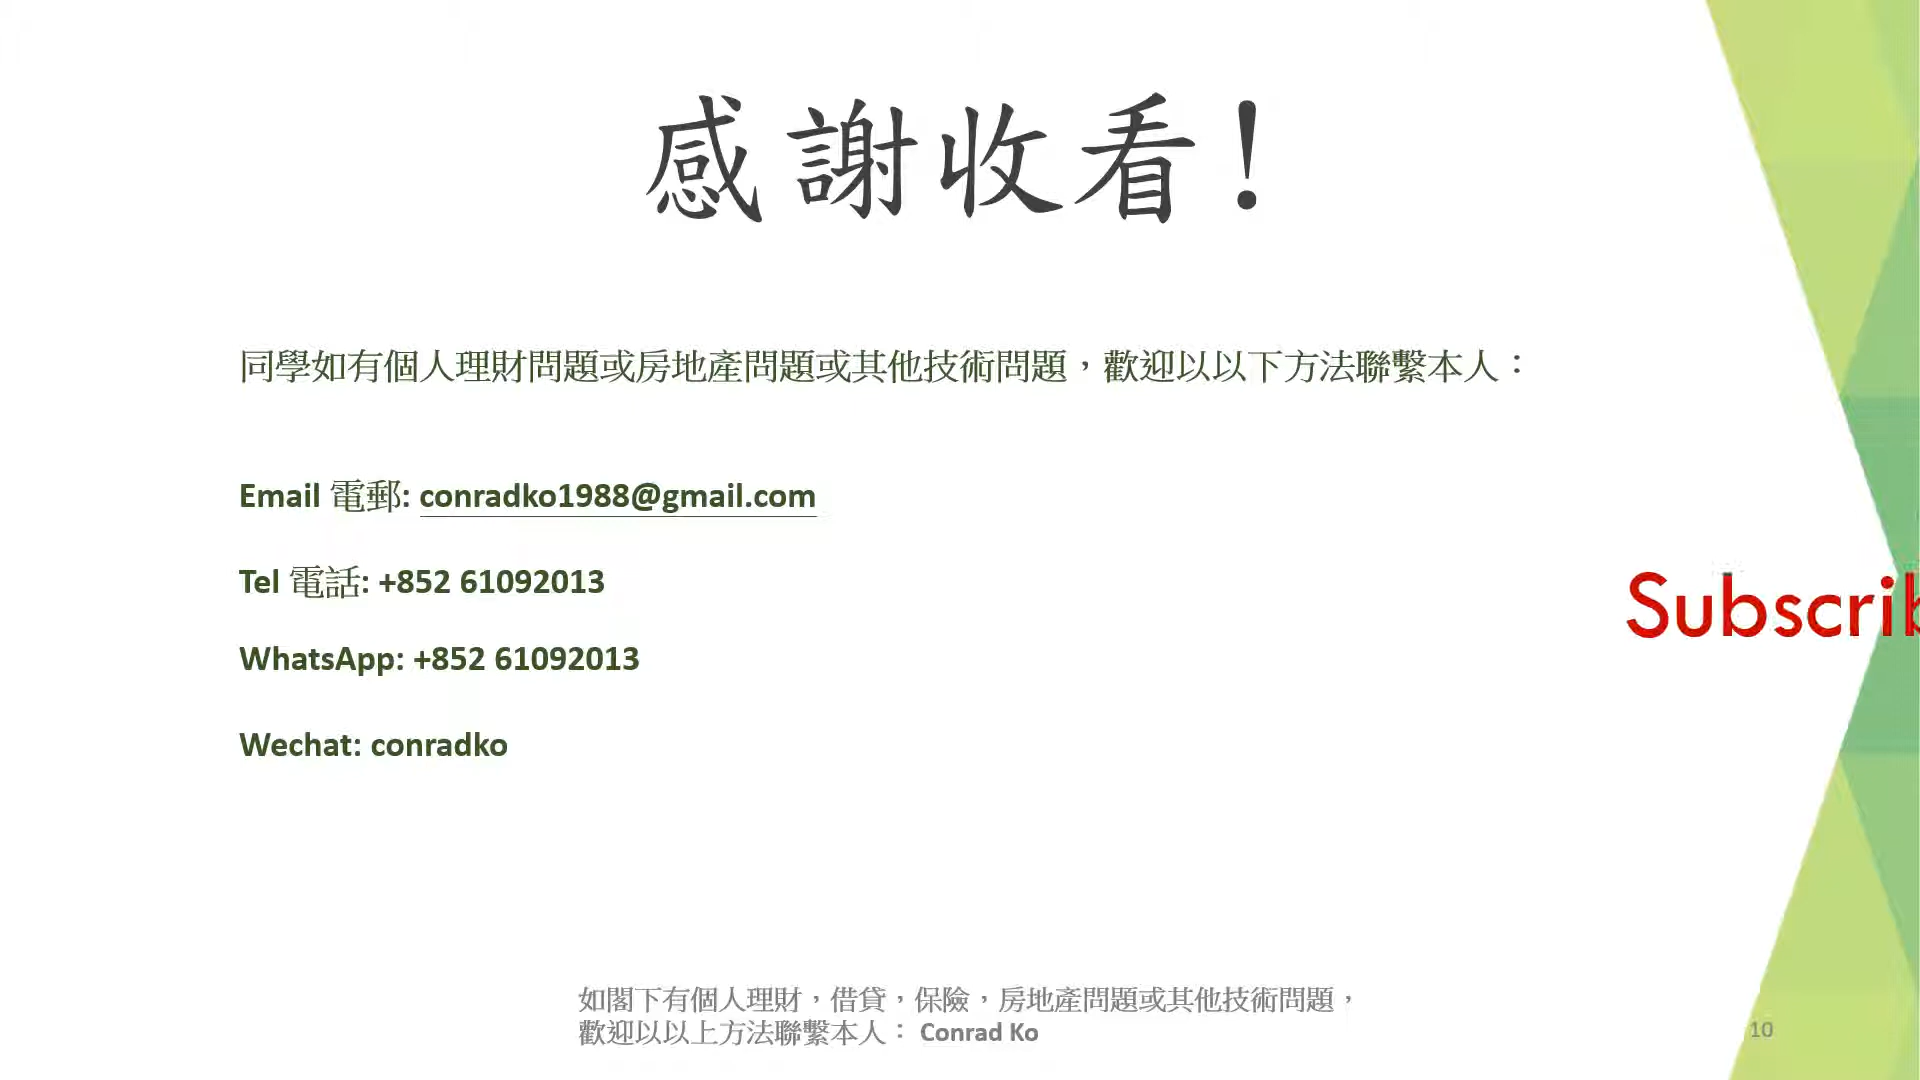 感謝收看!
同學如有個人理財問題或房地產問題或其他技術問題，歡迎以以下方法聯繫本人：
Email 電郵: conradko1988@gmail.com
Tel 電話: +852 61092013
WhatsApp: +852 61092013
Wechat: conradko
Subscrib
如閣下有個人理財，借貸，保險，房地產問題或其他技術問題，
歡迎以以上方法聯繫本人： Conrad Ko
10